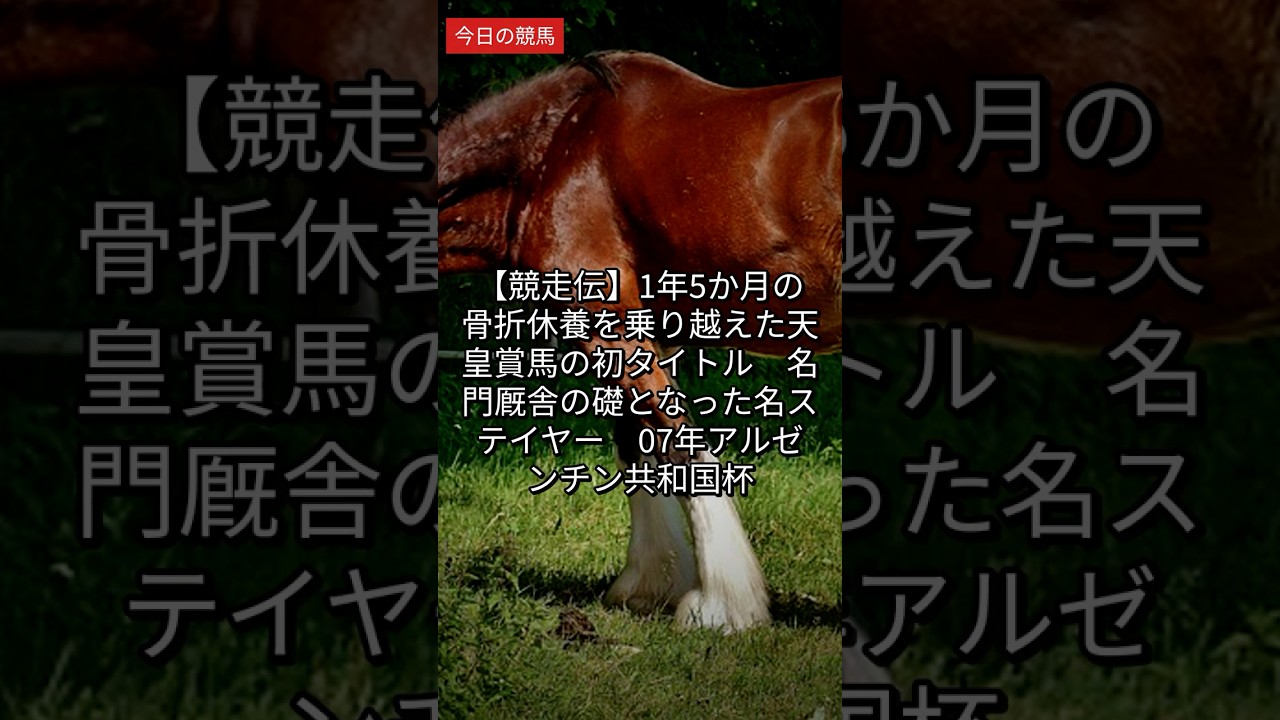 今日の競馬
【競走伝】1年5か月の
骨折休養を乗り越えた天
皇賞馬の初タイトル　名
門厩舎の礎となった名ス
テイヤー　07年アルゼ
ンチン共和国杯